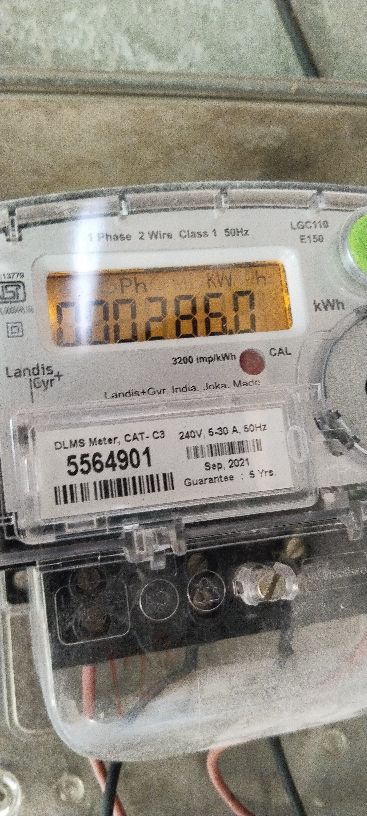 1 Phase 2 Wire Class 1 50Hz
LGC110
E150
13779
Ph KW h
000286.0
kWh
3200 imp/kWh
CAL
Landis+
Gyr
Landis+Gyr, India, Joka, Made
DLMS Meter, CAT- C3
240V, 5-30 A, 50Hz
5564901
Sep, 2021
Guarantee : 5 Yrs.